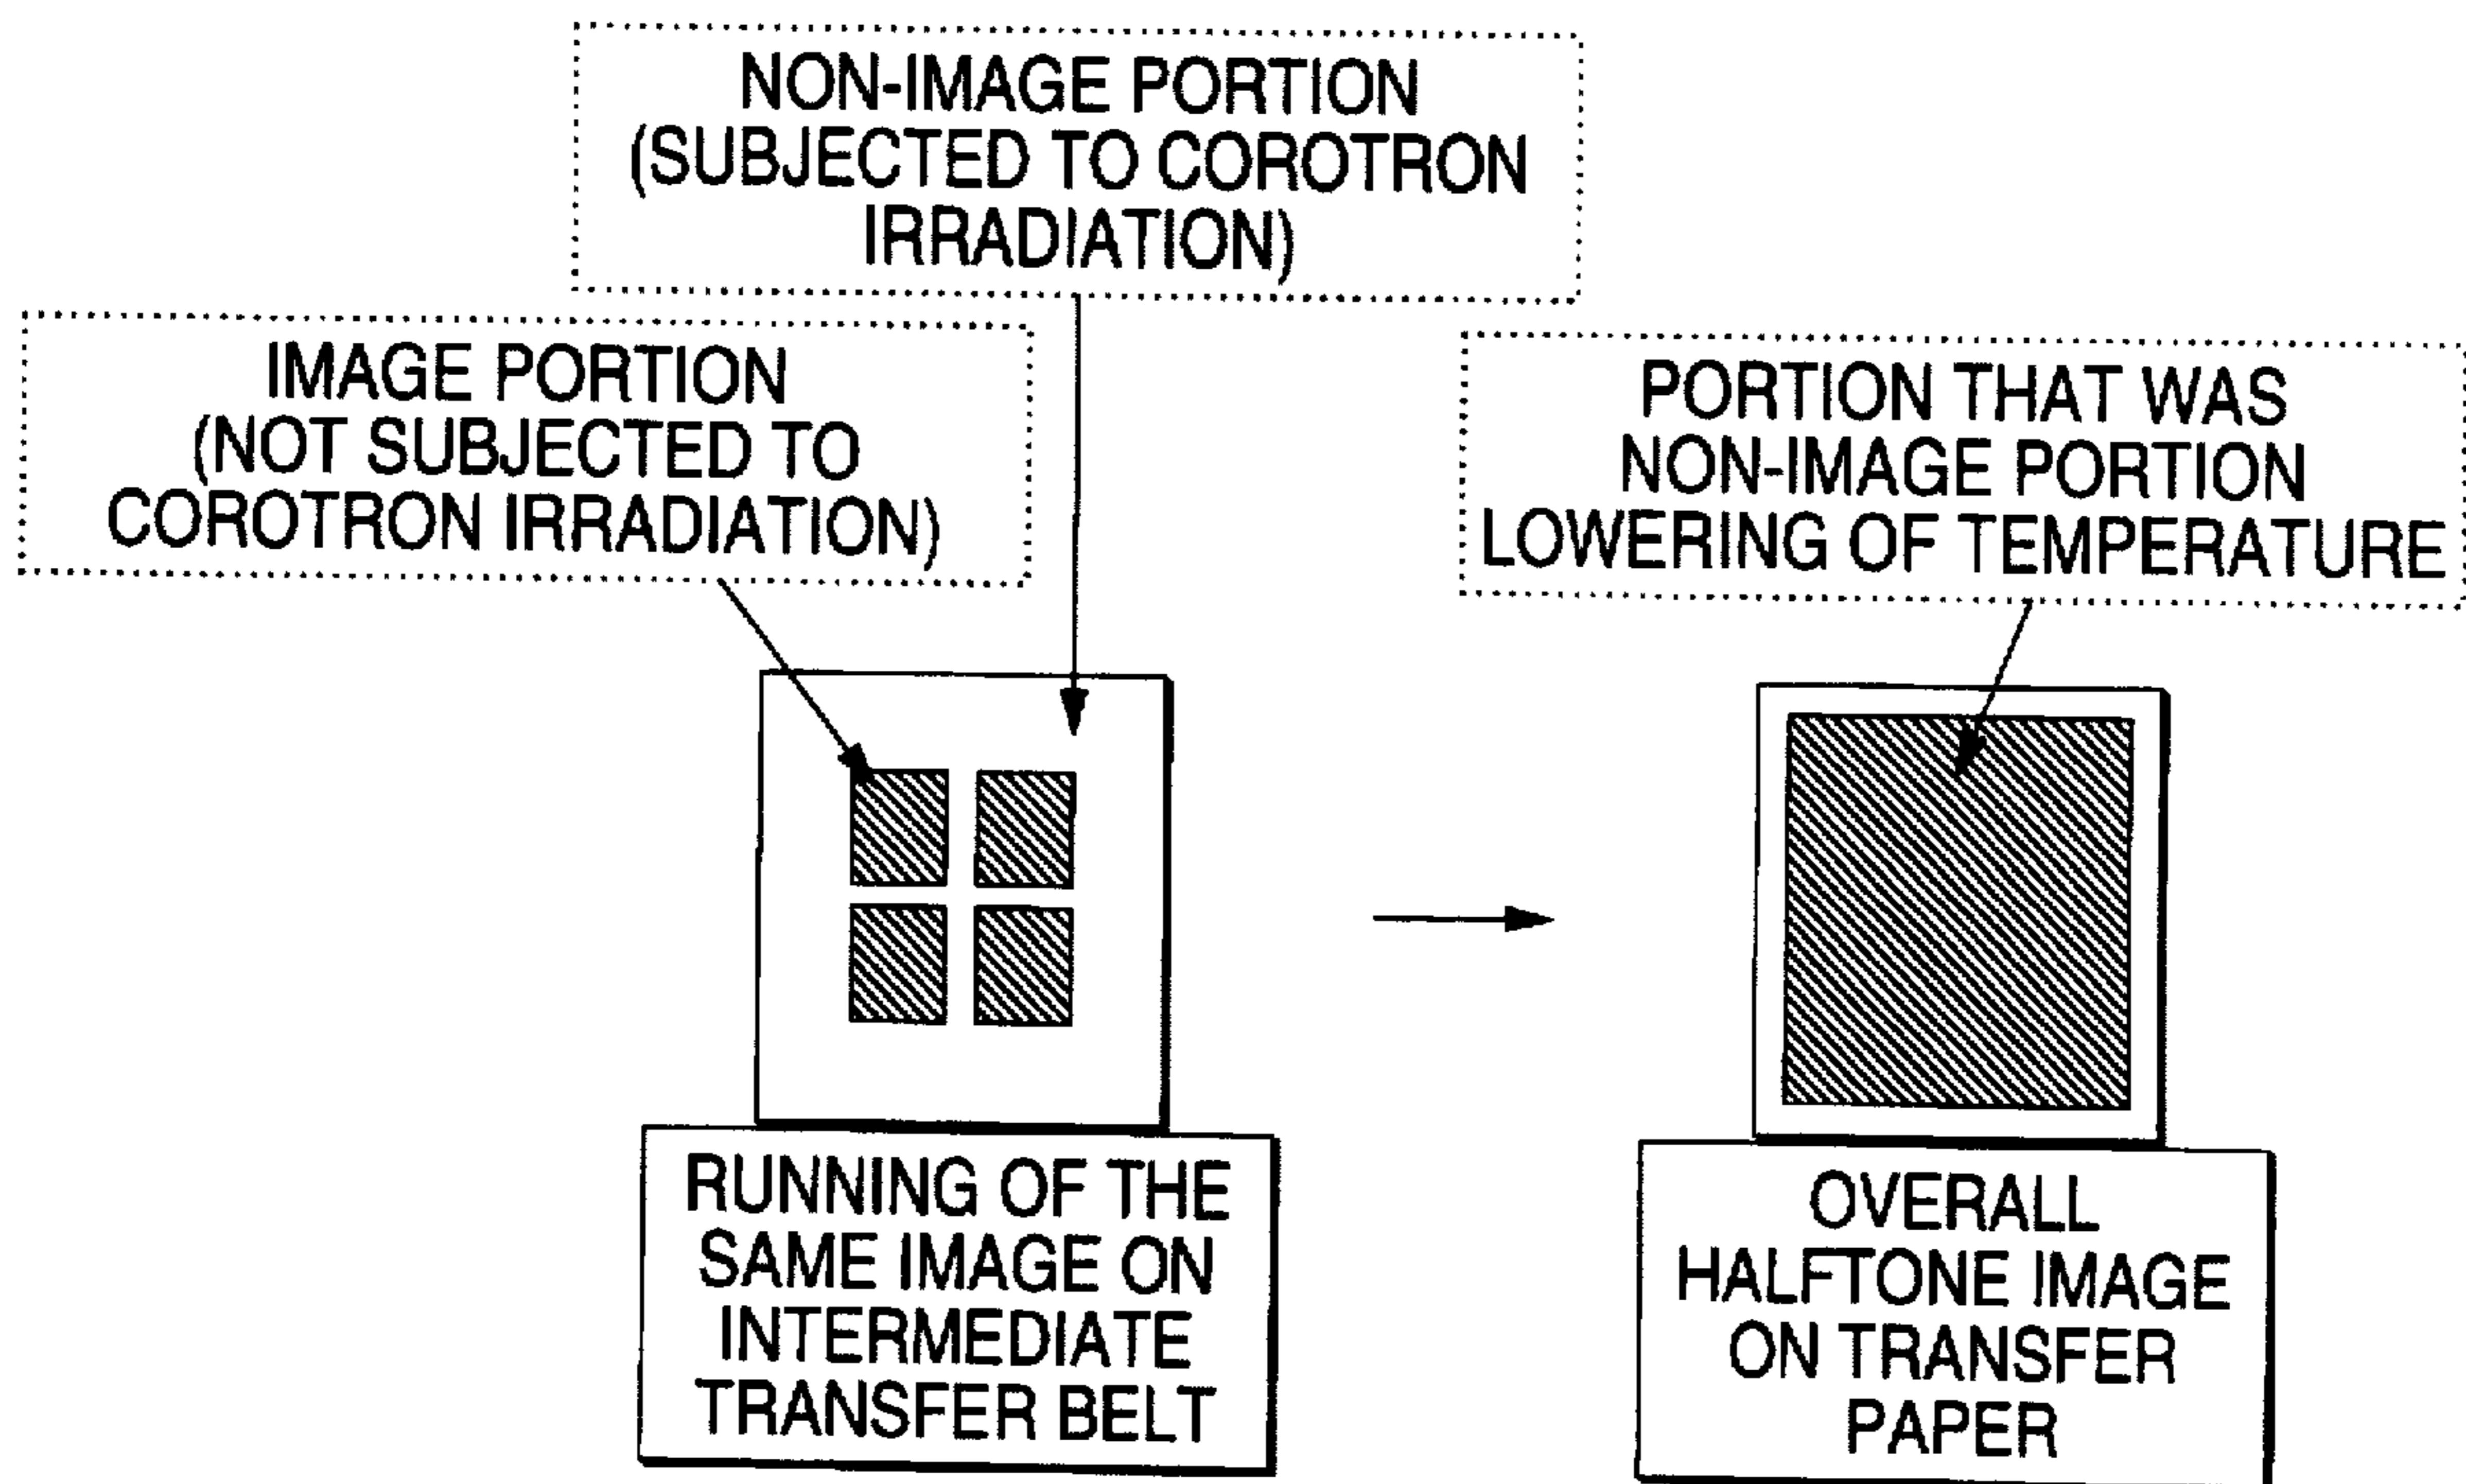 NON-IMAGE PORTION
(SUBJECTED TO COROTRON
IRRADIATION)
IMAGE PORTION
(NOT SUBJECTED TO
COROTRON IRRADIATION)
PORTION THAT WAS
NON-IMAGE PORTION
LOWERING OF TEMPERATURE
RUNNING OF THE
SAME IMAGE ON
INTERMEDIATE
TRANSFER BELT
OVERALL
HALFTONE IMAGE
ON TRANSFER
PAPER